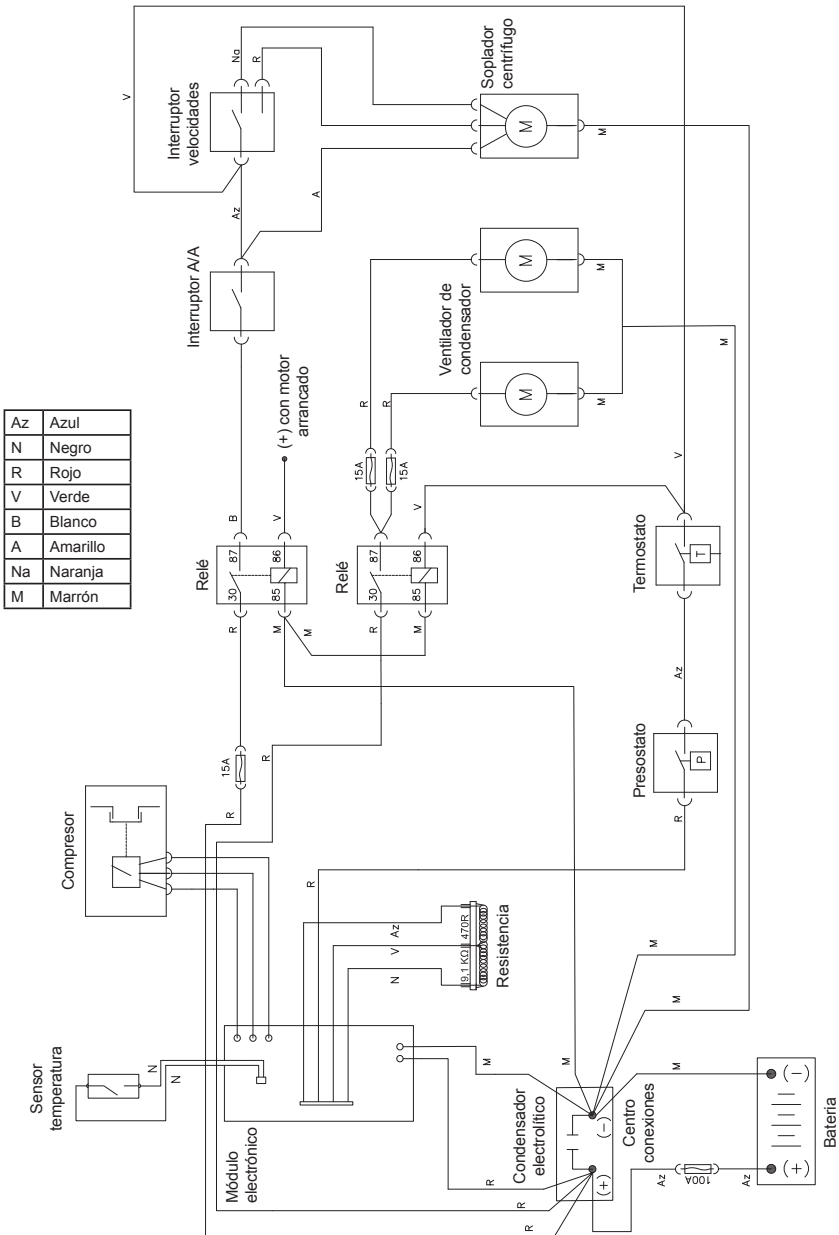 Az Azul
N Negro
R Rojo
V Verde
B Blanco
A Amarillo
Na Naranja
M Marrón
V
Interruptor
velocidades
Na
R
Soplador
centrífugo
M
M
Az
A
Interruptor A/A
Ventilador de
condensador
M
M
M
M
M
R
R
15A
15A
(+) con motor
arrancado
B
V
Relé
87
86
30
85
R
M
M
Relé
87
86
30
85
V
R
M
V
Termostato
T
Az
Presostato
P
R
15A
R
R
Compresor
R
Az
V
N
9,1 KΩ
470R
Resistencia
Sensor
temperatura
N
N
Módulo
electrónico
M
M
M
M
Condensador
electrolítico
(+)
(-)
Centro
conexiones
R
R
R
M
Az
100A
Az
(+)
(-)
Batería